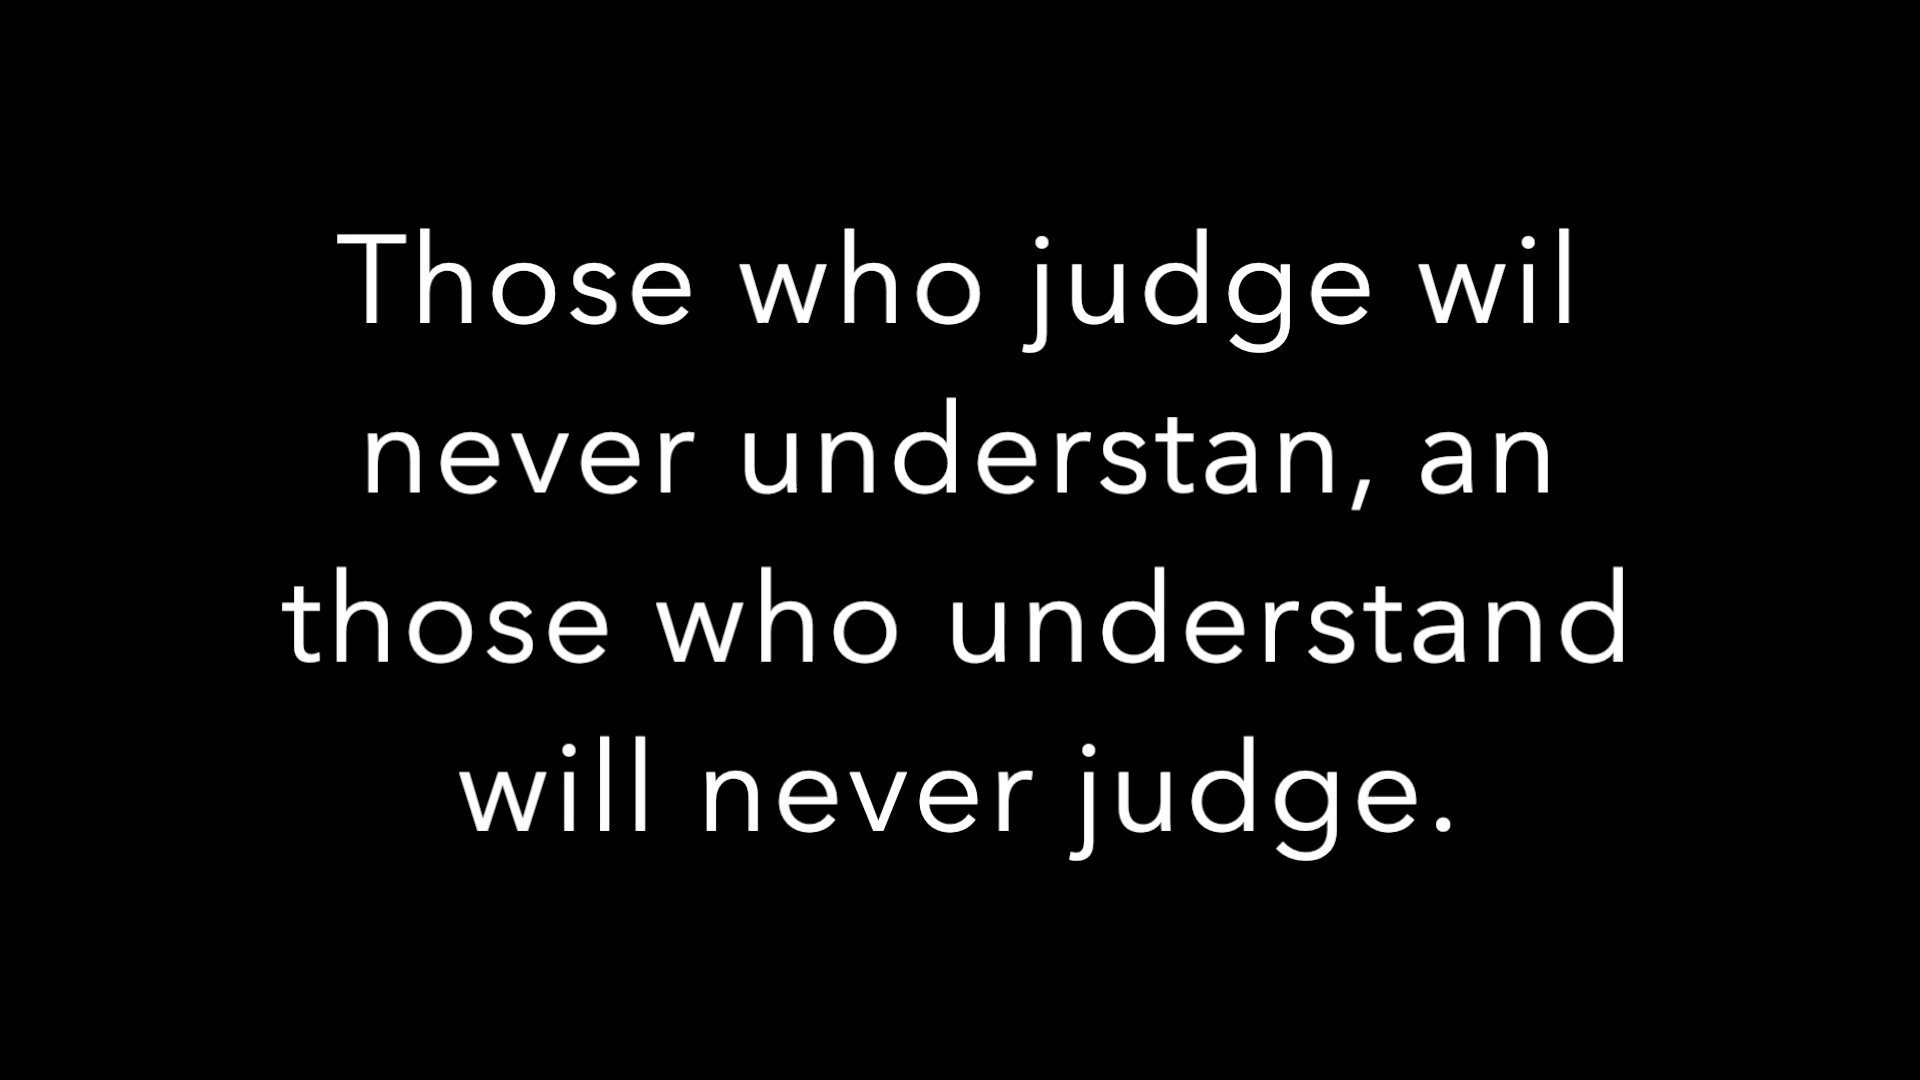 Those who judge wil
never understan, an
those who understand
will never judge.